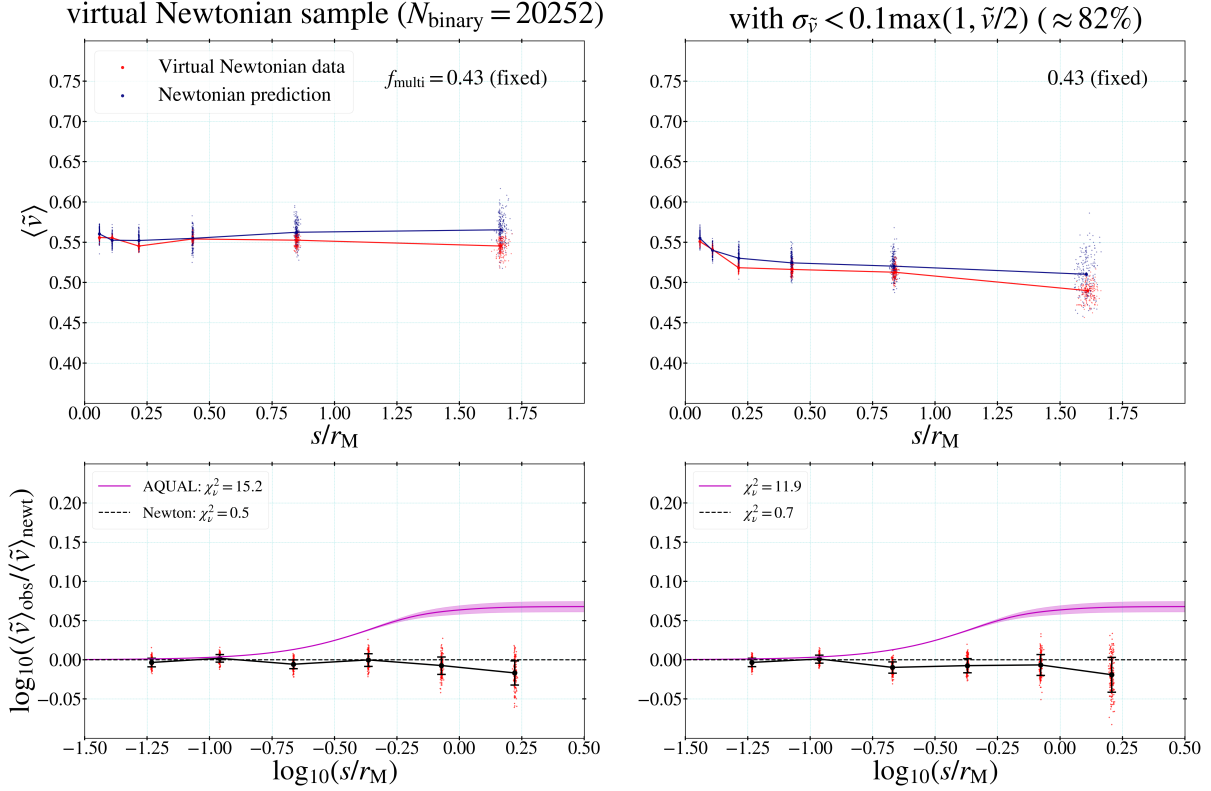 virtual Newtonian sample (N_binary = 20252)
with σ_ṽ < 0.1max(1, ṽ/2) (≈82%)
Virtual Newtonian data
Newtonian prediction
f_multi = 0.43 (fixed)
0.75
0.70
0.65
0.60
0.55
0.50
0.45
0.40
⟨ṽ⟩
0.00 0.25 0.50 0.75 1.00 1.25 1.50 1.75
s/r_M
0.43 (fixed)
0.75
0.70
0.65
0.60
0.55
0.50
0.45
0.40
0.00 0.25 0.50 0.75 1.00 1.25 1.50 1.75
s/r_M
AQUAL: χ²_ν = 15.2
Newton: χ²_ν = 0.5
0.20
0.15
0.10
0.05
0.00
−0.05
log₁₀(⟨ṽ⟩_obs/⟨ṽ⟩_newt)
−1.50 −1.25 −1.00 −0.75 −0.50 −0.25 0.00 0.25 0.50
log₁₀(s/r_M)
χ²_ν = 11.9
χ²_ν = 0.7
0.20
0.15
0.10
0.05
0.00
−0.05
−1.50 −1.25 −1.00 −0.75 −0.50 −0.25 0.00 0.25 0.50
log₁₀(s/r_M)